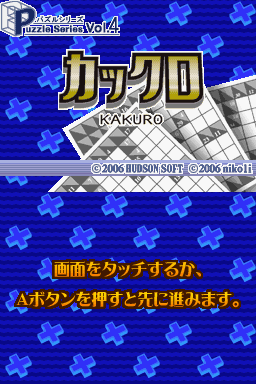 パズルシリーズ
Puzzle Series Vol.4
カックロ
KAKURO
©2006 HUDSON SOFT ©2006 nikoli
画面をタッチするか、
Aボタンを押すと先に進みます。